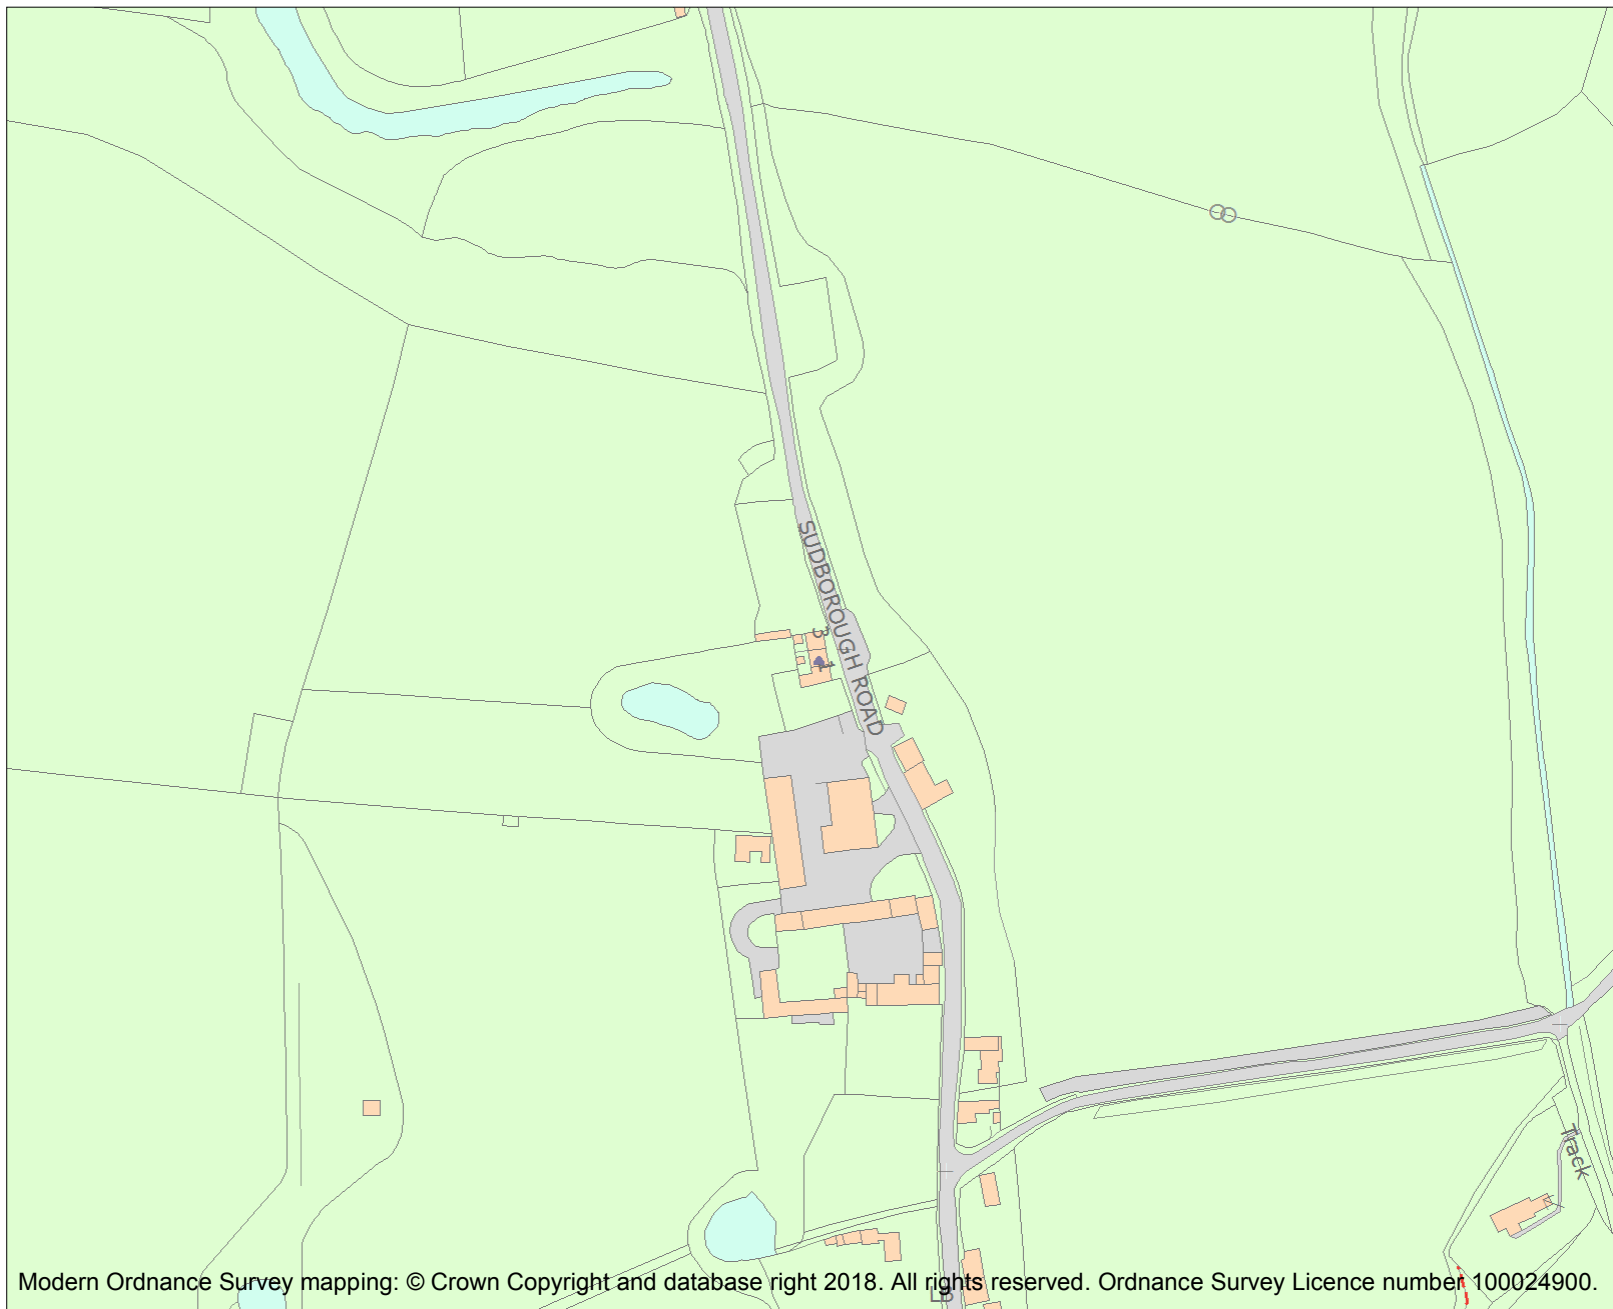 SUDBOROUGH ROAD
3
1
Track
LB
Modern Ordnance Survey mapping: © Crown Copyright and database right 2018. All rights reserved. Ordnance Survey Licence number 100024900.